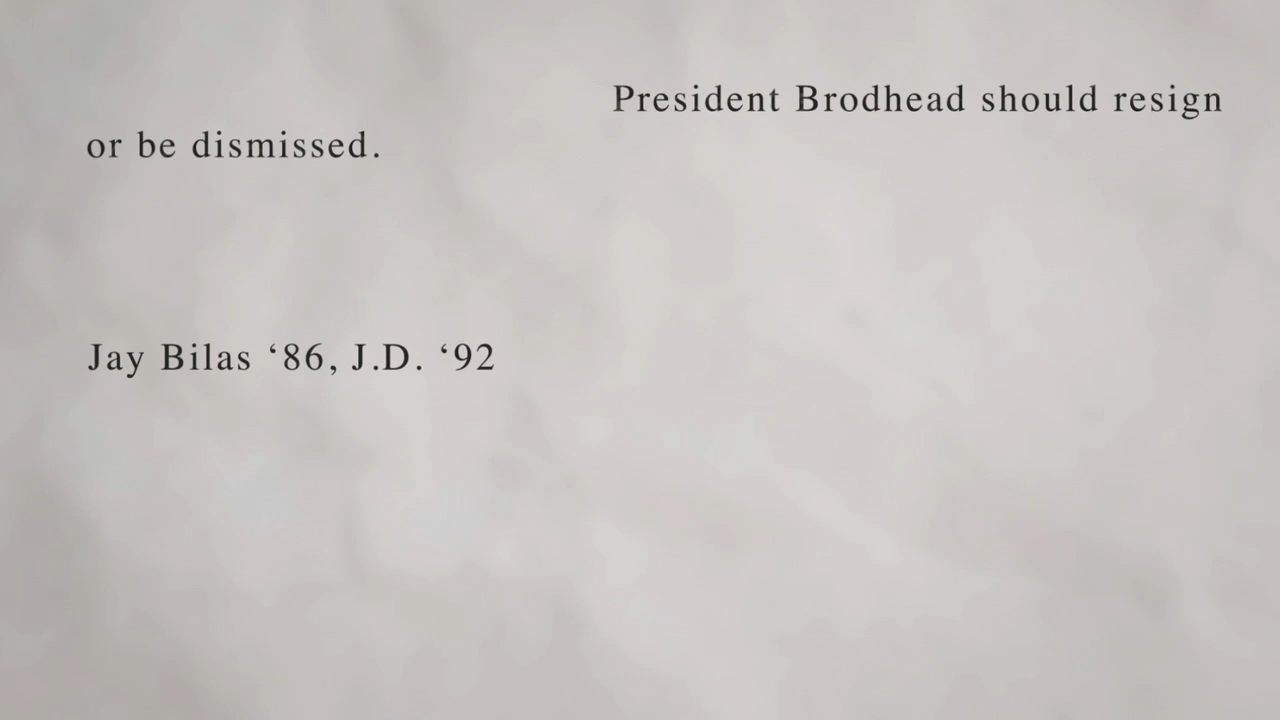 President Brodhead should resign
or be dismissed.
Jay Bilas ‘86, J.D. ‘92